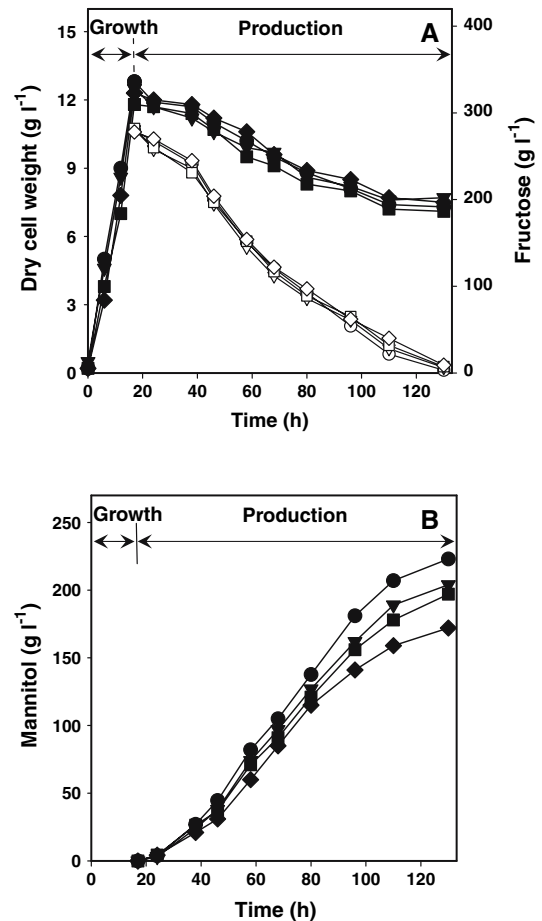 Growth Production
A
15
12
9
6
3
0
Dry cell weight (g l⁻¹)
400
300
200
100
0
Fructose (g l⁻¹)
0 20 40 60 80 100 120
Time (h)
Growth Production
B
250
200
150
100
50
0
Mannitol (g l⁻¹)
0 20 40 60 80 100 120
Time (h)